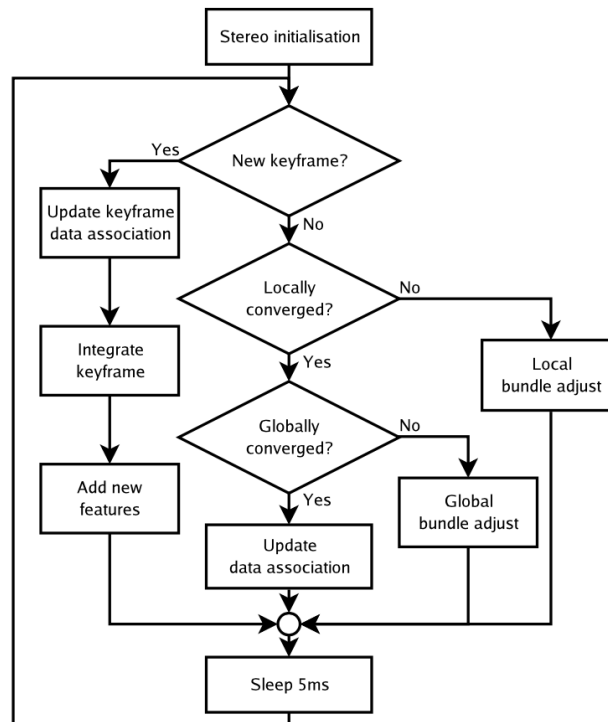 Stereo initialisation
Yes
New keyframe?
Update keyframe
data association
No
Locally
converged?
No
Integrate
keyframe
Yes
Local
bundle adjust
Globally
converged?
No
Add new
features
Yes
Global
bundle adjust
Update
data association
Sleep 5ms